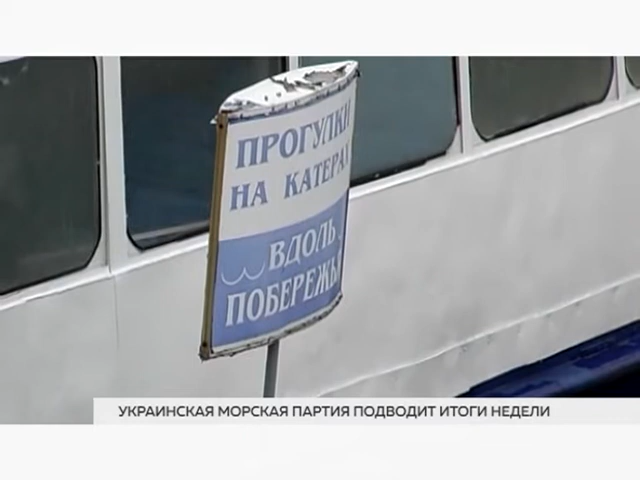 ПРОГУЛКИ
НА КАТЕРАХ
ВДОЛЬ
ПОБЕРЕЖЬЯ
УКРАИНСКАЯ МОРСКАЯ ПАРТИЯ ПОДВОДИТ ИТОГИ НЕДЕЛИ